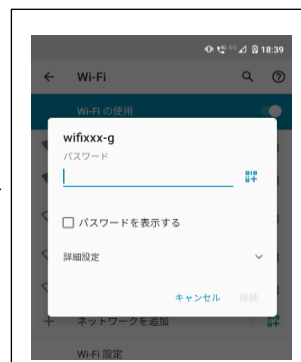 18:39
Wi-Fi
Wi-Fi の使用
wifixxx-g
パスワード
パスワードを表示する
詳細設定
キャンセル 接続
ネットワークを追加
Wi-Fi 設定